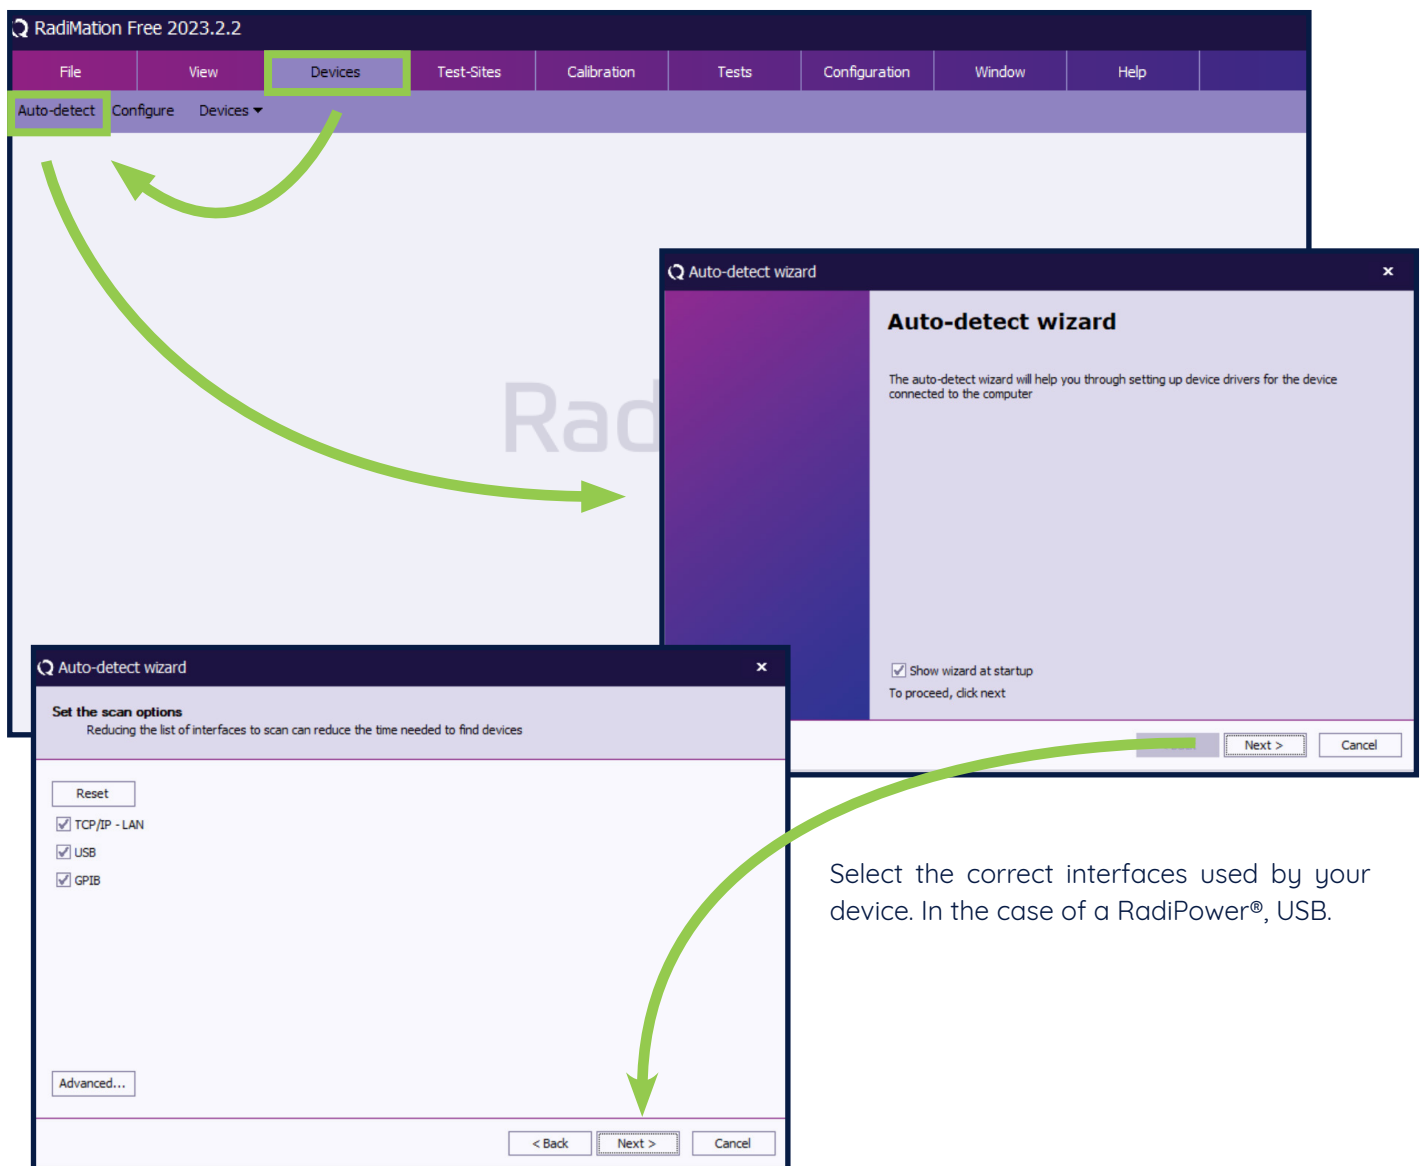 RadiMation Free 2023.2.2
File View Devices Test-Sites Calibration Tests Configuration Window Help
Auto-detect Configure Devices
Rad
Auto-detect wizard
Auto-detect wizard
The auto-detect wizard will help you through setting up device drivers for the device
connected to the computer
Show wizard at startup
To proceed, click next
Next > Cancel
Auto-detect wizard
Set the scan options
Reducing the list of interfaces to scan can reduce the time needed to find devices
Reset
TCP/IP - LAN
USB
GPIB
Advanced...
< Back Next > Cancel
Select the correct interfaces used by your
device. In the case of a RadiPower®, USB.